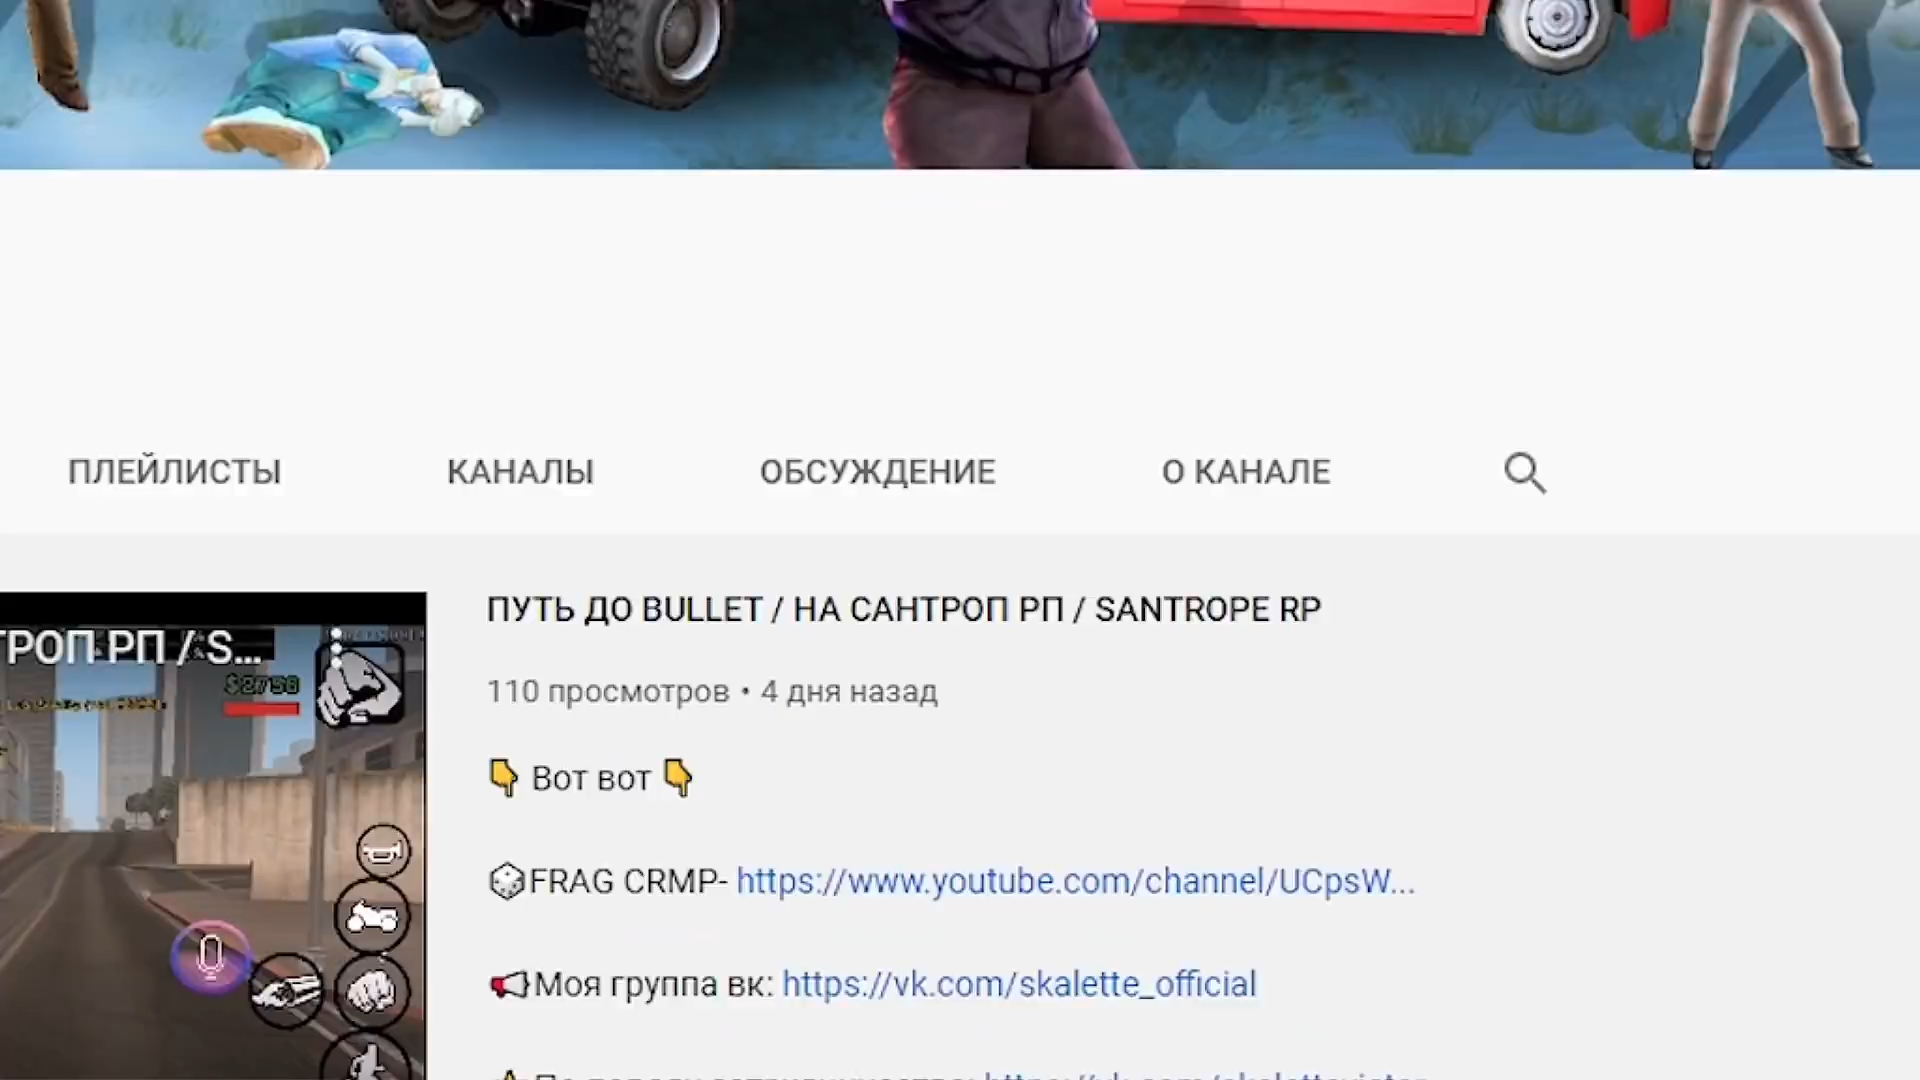 ПЛЕЙЛИСТЫ КАНАЛЫ ОБСУЖДЕНИЕ О КАНАЛЕ
ТРОП РП / S...
$2758
ПУТЬ ДО BULLET / НА САНТРОП РП / SANTROPE RP
110 просмотров • 4 дня назад
👇 Вот вот 👇
🎲FRAG CRMP- https://www.youtube.com/channel/UCpsW...
📢Моя группа вк: https://vk.com/skalette_official